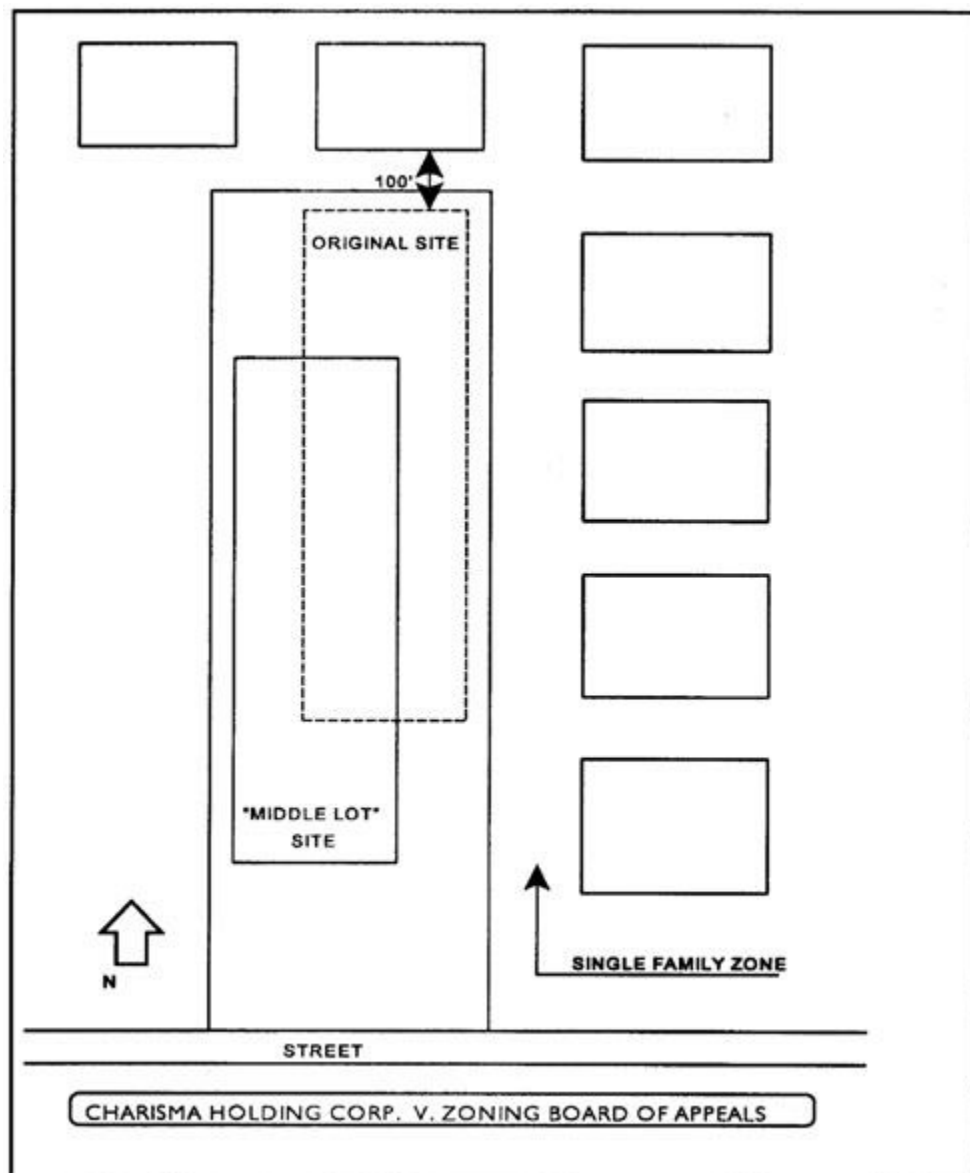 100'
ORIGINAL SITE
"MIDDLE LOT"
SITE
N
SINGLE FAMILY ZONE
STREET
CHARISMA HOLDING CORP. V. ZONING BOARD OF APPEALS